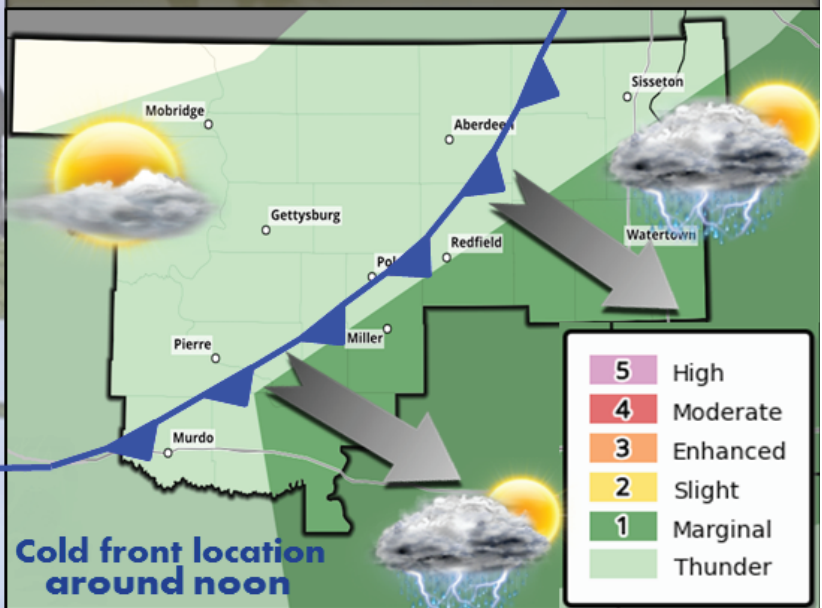 Sisseton
Mobridge
Aberdeen
Gettysburg
Watertown
Redfield
Miller
Pierre
Murdo
5 High
4 Moderate
3 Enhanced
2 Slight
1 Marginal
Thunder
Cold front location
around noon